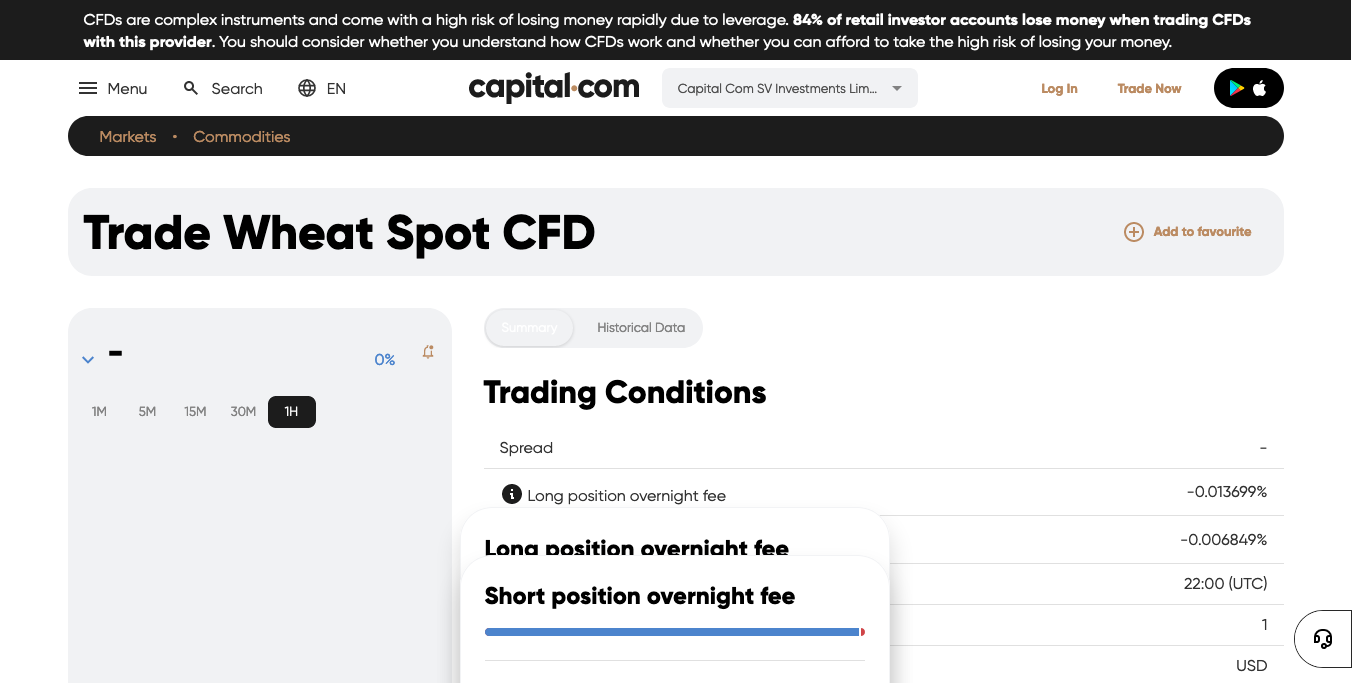 CFDs are complex instruments and come with a high risk of losing money rapidly due to leverage. 84% of retail investor accounts lose money when trading CFDs
with this provider. You should consider whether you understand how CFDs work and whether you can afford to take the high risk of losing your money.
Menu Search EN capital.com Capital Com SV Investments Lim... Log In Trade Now
Markets • Commodities
Trade Wheat Spot CFD Add to favourite
Summary Historical Data
– 0%
1M 5M 15M 30M 1H
Trading Conditions
Spread -
Long position overnight fee -0.013699%
Long position overnight fee
-0.006849%
Short position overnight fee
22:00 (UTC)
1
USD